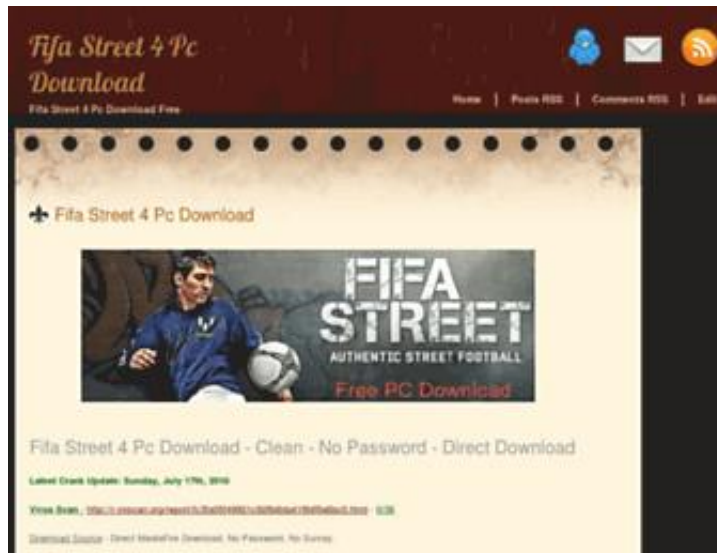 Fifa Street 4 Pc
Download
Fifa Street 4 Pc Download Free
Home | Posts RSS | Comments RSS | Edit
Fifa Street 4 Pc Download
FIFA
STREET
AUTHENTIC STREET FOOTBALL
Free PC Download
Fifa Street 4 Pc Download - Clean - No Password - Direct Download
Latest Crack Update: Sunday, July 17th, 2010
Virus Scan :
Download Source - Direct MediaFire Download, No Password, No Survey